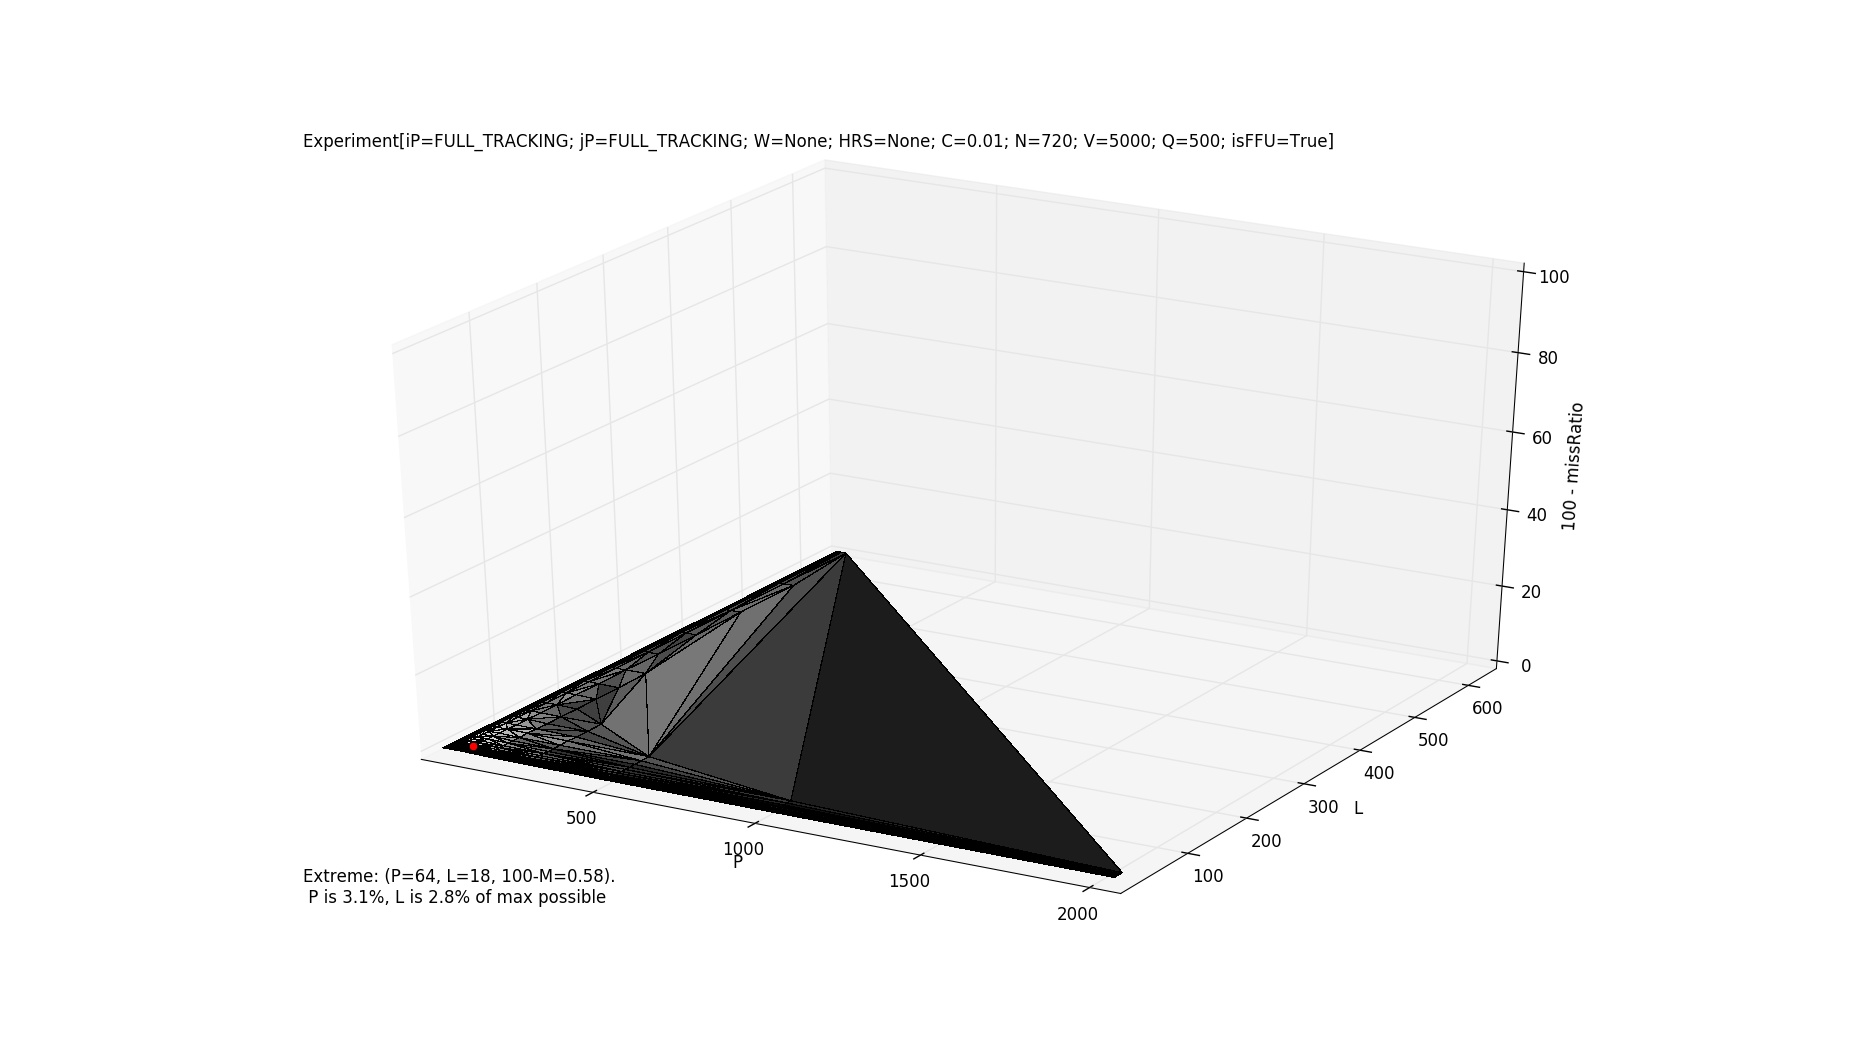 Experiment[iP=FULL_TRACKING; jP=FULL_TRACKING; W=None; HRS=None; C=0.01; N=720; V=5000; Q=500; isFFU=True]
100
80
60
40
20
0
100 - missRatio
600
500
400
300
200
100
L
500
1000
1500
2000
P
Extreme: (P=64, L=18, 100-M=0.58).
P is 3.1%, L is 2.8% of max possible